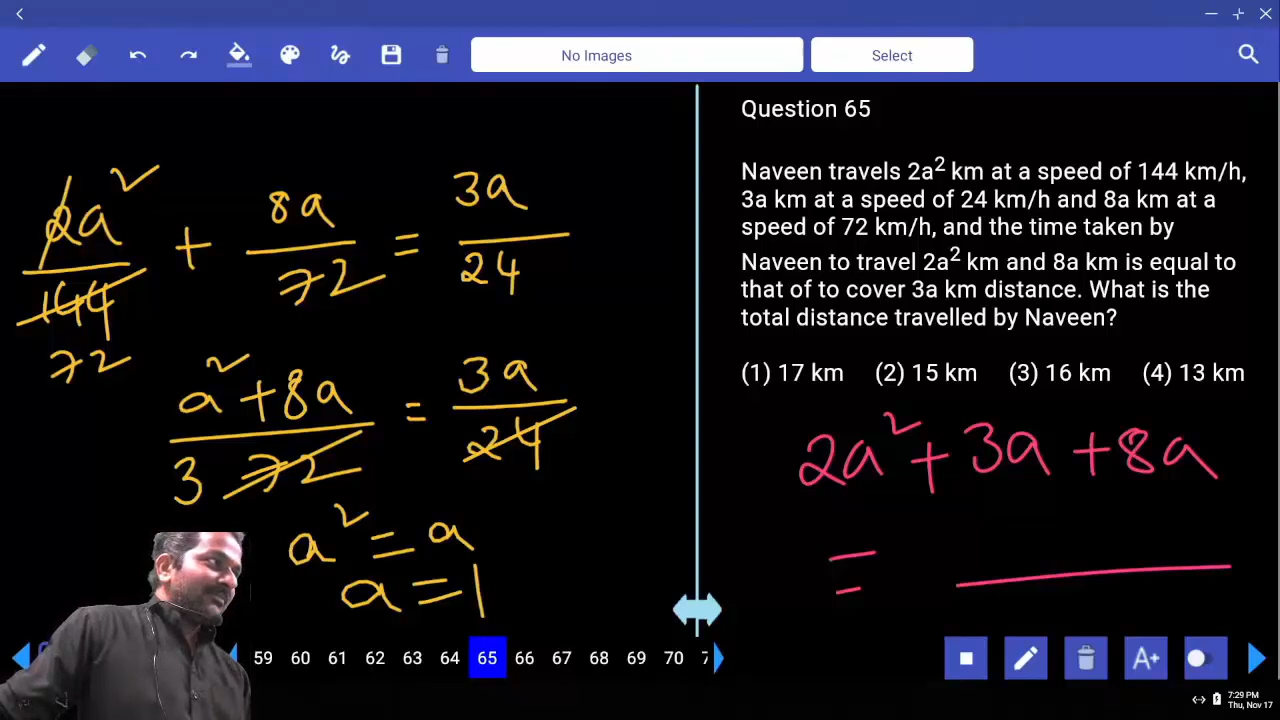 No Images
Select
2a²/144 + 8a/72 = 3a/24
72
a²+8a/72 = 3a/24
3
a² = a
a = 1
Question 65
Naveen travels 2a² km at a speed of 144 km/h,
3a km at a speed of 24 km/h and 8a km at a
speed of 72 km/h, and the time taken by
Naveen to travel 2a² km and 8a km is equal to
that of to cover 3a km distance. What is the
total distance travelled by Naveen?
(1) 17 km (2) 15 km (3) 16 km (4) 13 km
2a² + 3a + 8a
=
59 60 61 62 63 64 65 66 67 68 69 70
A+
7:29 PM
Thu, Nov 17